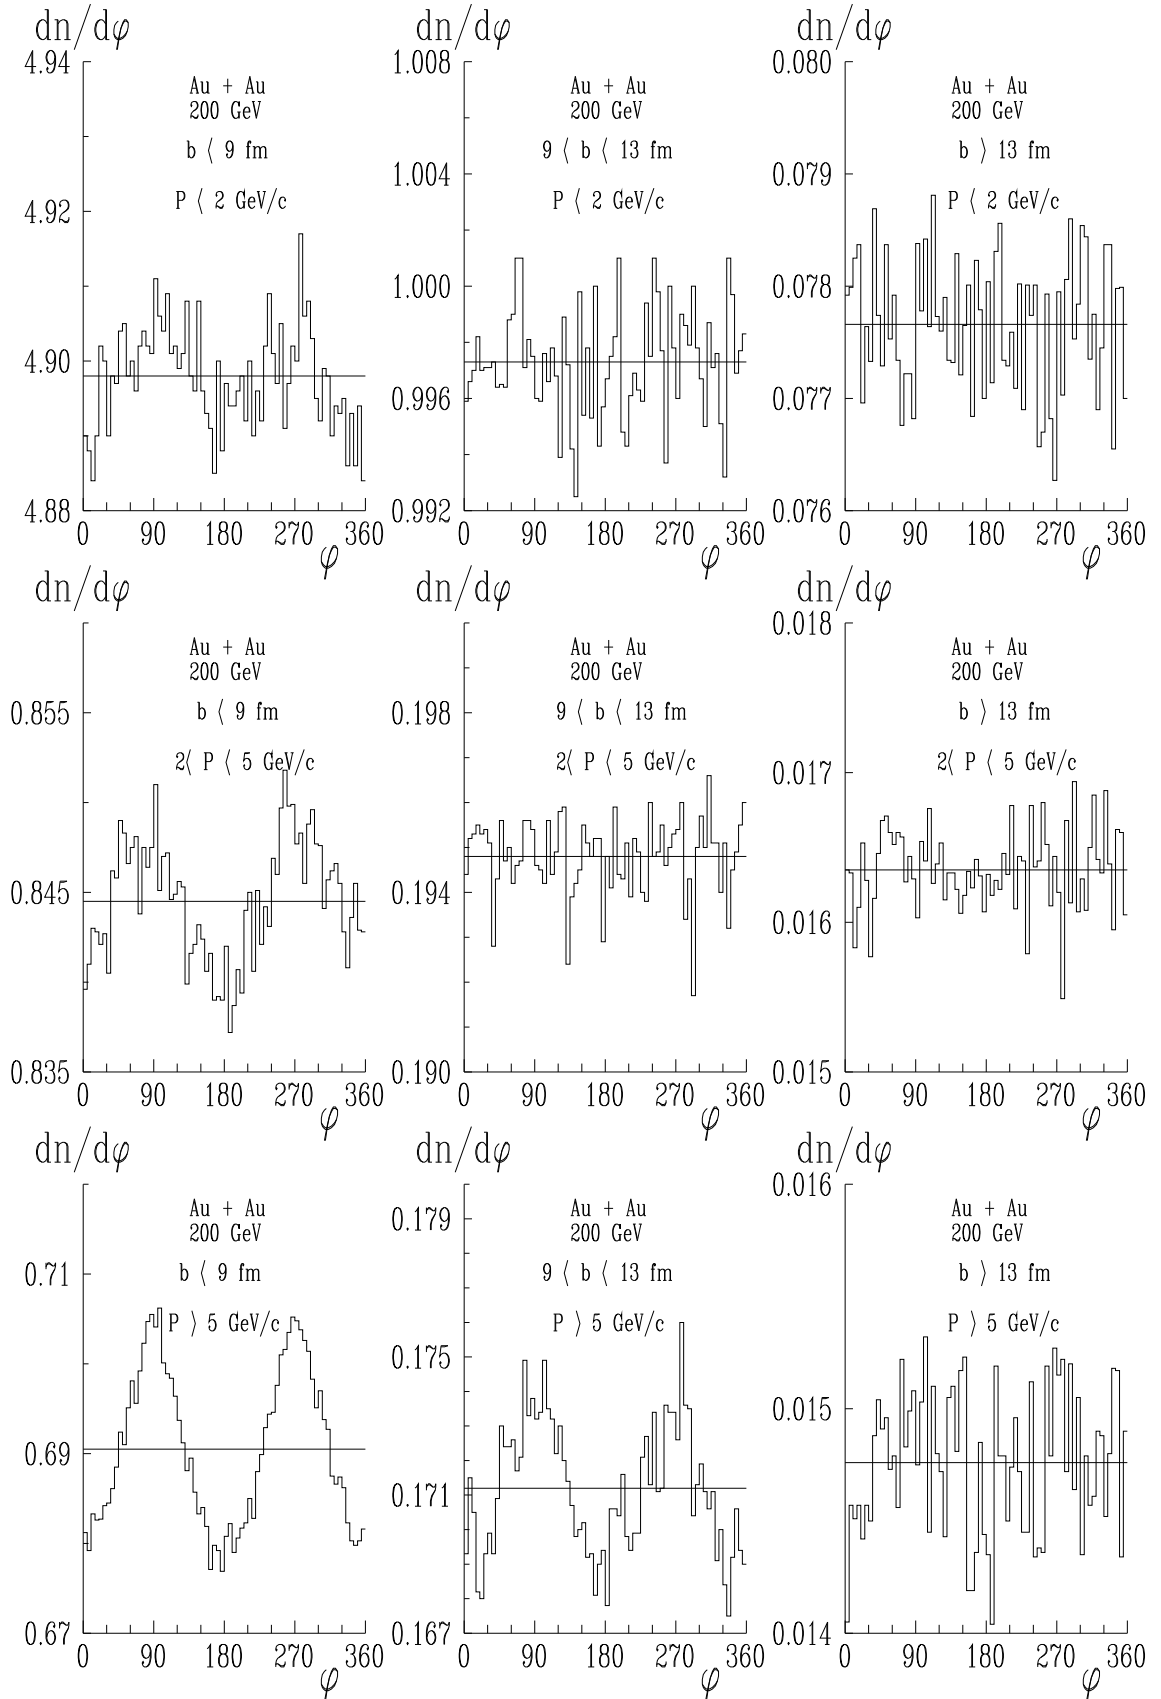 dn/dφ dn/dφ dn/dφ
4.94 1.008 0.080
Au + Au Au + Au Au + Au
200 GeV 200 GeV 200 GeV
b ⟨ 9 fm 9 ⟨ b ⟨ 13 fm b ⟩ 13 fm
1.004 0.079
P ⟨ 2 GeV/c P ⟨ 2 GeV/c P ⟨ 2 GeV/c
4.92
1.000 0.078
4.90
0.996 0.077
4.88 0.992 0.076
0 90 180 270 360 0 90 180 270 360 0 90 180 270 360
φ φ φ
dn/dφ dn/dφ dn/dφ
0.018
Au + Au Au + Au Au + Au
200 GeV 200 GeV 200 GeV
0.855 b ⟨ 9 fm 0.198 9 ⟨ b ⟨ 13 fm b ⟩ 13 fm
2⟨ P ⟨ 5 GeV/c 2⟨ P ⟨ 5 GeV/c 2⟨ P ⟨ 5 GeV/c
0.017
0.845 0.194
0.016
0.835 0.190 0.015
0 90 180 270 360 0 90 180 270 360 0 90 180 270 360
φ φ φ
dn/dφ dn/dφ dn/dφ
0.016
Au + Au Au + Au Au + Au
0.179
200 GeV 200 GeV 200 GeV
0.71 b ⟨ 9 fm 9 ⟨ b ⟨ 13 fm b ⟩ 13 fm
P ⟩ 5 GeV/c P ⟩ 5 GeV/c P ⟩ 5 GeV/c
0.175
0.015
0.69
0.171
0.67 0.167 0.014
0 90 180 270 360 0 90 180 270 360 0 90 180 270 360
φ φ φ